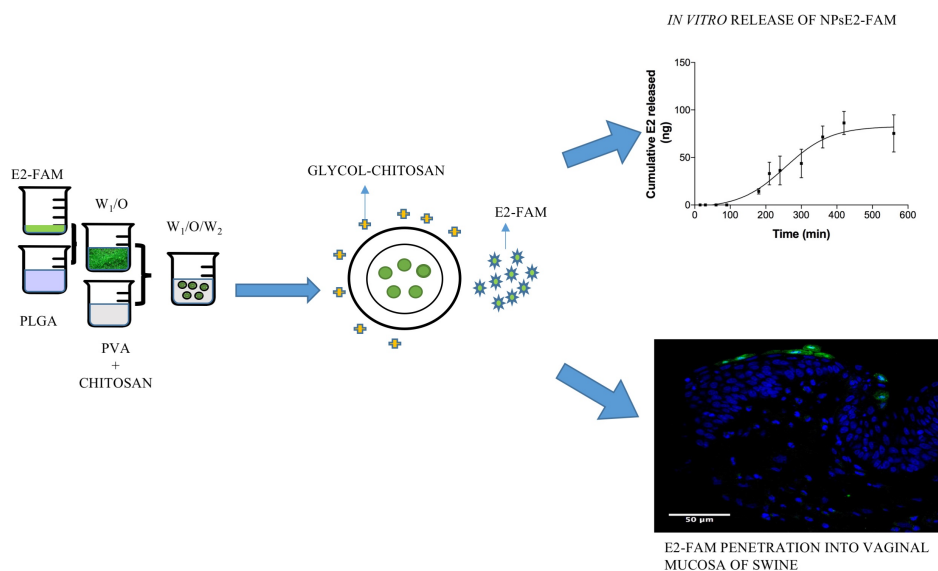 E2-FAM
W1/O
W1/O/W2
PLGA
PVA
+
CHITOSAN
GLYCOL-CHITOSAN
E2-FAM
IN VITRO RELEASE OF NPsE2-FAM
Cumulative E2 released
(ng)
150
100
50
0
0 100 200 300 400 500 600
Time (min)
50 µm
E2-FAM PENETRATION INTO VAGINAL
MUCOSA OF SWINE